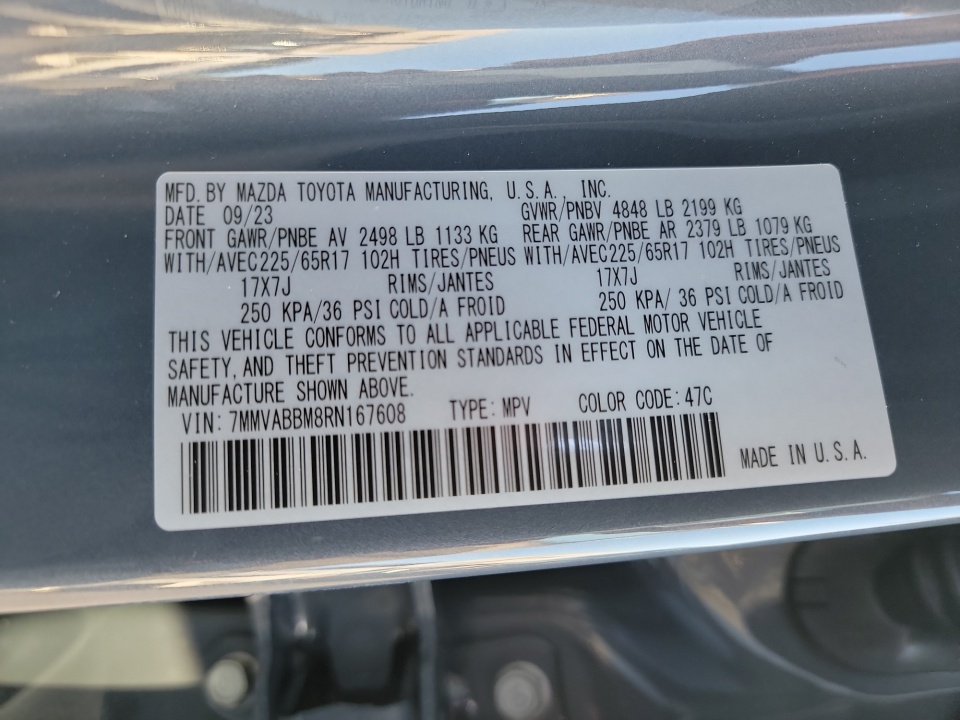 MFD. BY MAZDA TOYOTA MANUFACTURING, U.S.A., INC.
DATE 09/23 GVWR/PNBV 4848 LB 2199 KG
FRONT GAWR/PNBE AV 2498 LB 1133 KG REAR GAWR/PNBE AR 2379 LB 1079 KG
WITH/AVEC225/65R17 102H TIRES/PNEUS WITH/AVEC225/65R17 102H TIRES/PNEUS
17X7J RIMS/JANTES 17X7J RIMS/JANTES
250 KPA/36 PSI COLD/A FROID 250 KPA/ 36 PSI COLD/A FROID
THIS VEHICLE CONFORMS TO ALL APPLICABLE FEDERAL MOTOR VEHICLE
SAFETY, AND THEFT PREVENTION STANDARDS IN EFFECT ON THE DATE OF
MANUFACTURE SHOWN ABOVE.
VIN: 7MMVABBM8RN167608 TYPE: MPV COLOR CODE: 47C
MADE IN U.S.A.